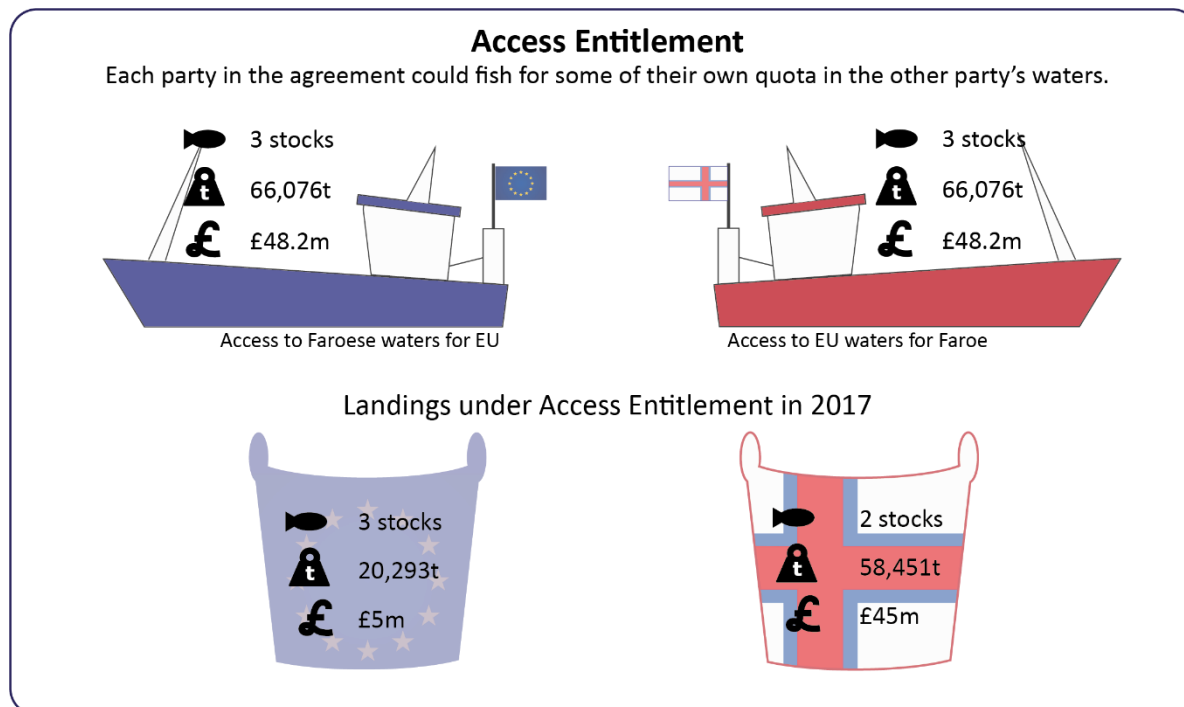 Access Entitlement
Each party in the agreement could fish for some of their own quota in the other party's waters.
3 stocks
t 66,076t
£ £48.2m
Access to Faroese waters for EU
3 stocks
t 66,076t
£ £48.2m
Access to EU waters for Faroe
Landings under Access Entitlement in 2017
3 stocks
t 20,293t
£ £5m
2 stocks
t 58,451t
£ £45m